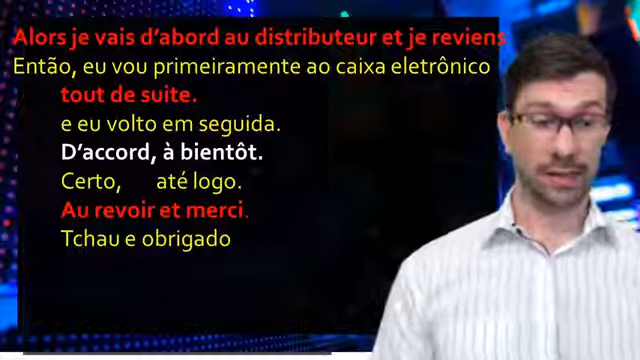 Alors je vais d’abord au distributeur et je reviens
Então, eu vou primeiramente ao caixa eletrônico
tout de suite.
e eu volto em seguida.
D’accord, à bientôt.
Certo, até logo.
Au revoir et merci.
Tchau e obrigado